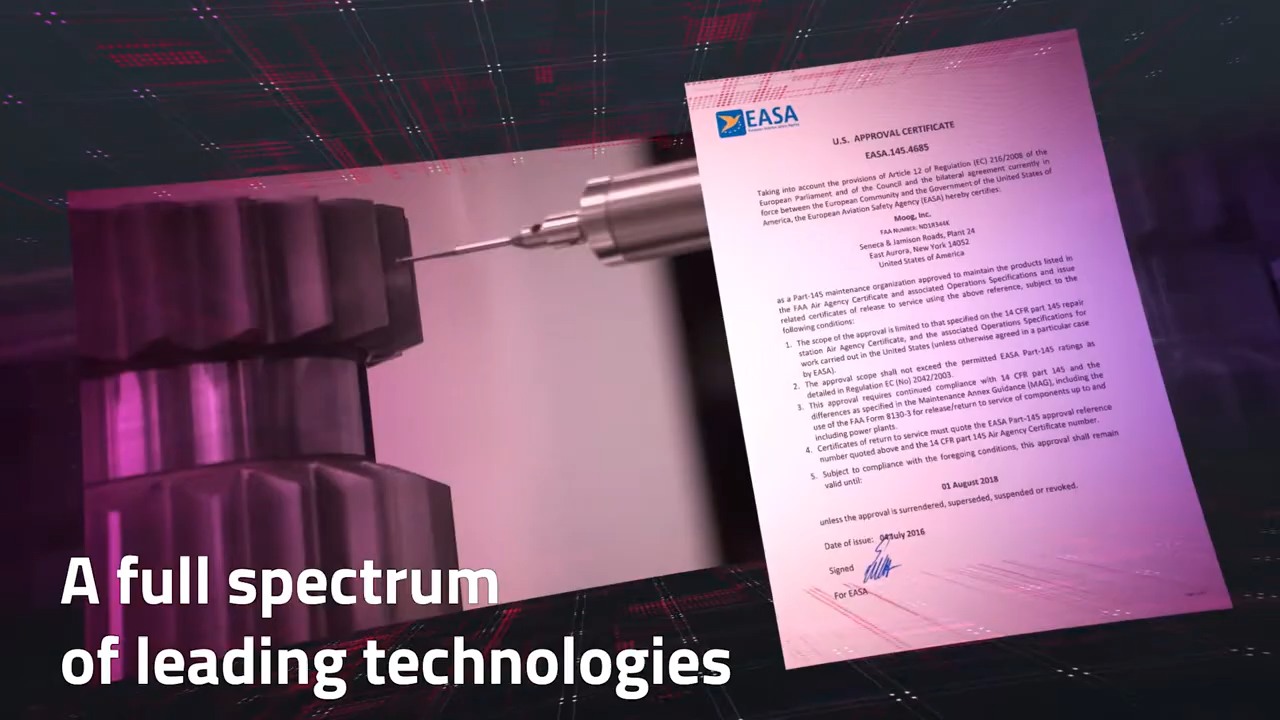 EASA
European Aviation Safety Agency
U.S. APPROVAL CERTIFICATE
EASA.145.4685
Taking into account the provisions of Article 12 of Regulation (EC) 216/2008 of the
European Parliament and of the Council and the bilateral agreement currently in
force between the European Community and the Government of the United States of
America, the European Aviation Safety Agency (EASA) hereby certifies:
Moog, Inc.
FAA NUMBER:
Seneca & Jamison Roads, Plant 24
East Aurora, New York 14052
United States of America
as a Part-145 maintenance organization approved to maintain the products listed in
the FAA Air Agency Certificate and associated Operations Specifications and issue
related certificates of release to service using the above reference, subject to the
following conditions:
1. The scope of the approval is limited to that specified on the 14 CFR part 145 repair
station Air Agency Certificate, and the associated Operations Specifications for
work carried out in the United States (unless otherwise agreed in a particular case
by EASA).
2. The approval scope shall not exceed the permitted EASA Part-145 ratings as
detailed in Regulation EC (No) 2042/2003.
3. This approval requires continued compliance with 14 CFR part 145 and the
differences as specified in the Maintenance Annex Guidance (MAG), including the
use of the FAA Form 8130-3 for release/return to service of components up to and
including power plants.
4. Certificates of return to service must quote the EASA Part-145 approval reference
number quoted above and the 14 CFR part 145 Air Agency Certificate number.
5. Subject to compliance with the foregoing conditions, this approval shall remain
valid until:
01 August 2018
unless the approval is surrendered, superseded, suspended or revoked.
Date of issue: 04 July 2016
Signed
For EASA
A full spectrum
of leading technologies